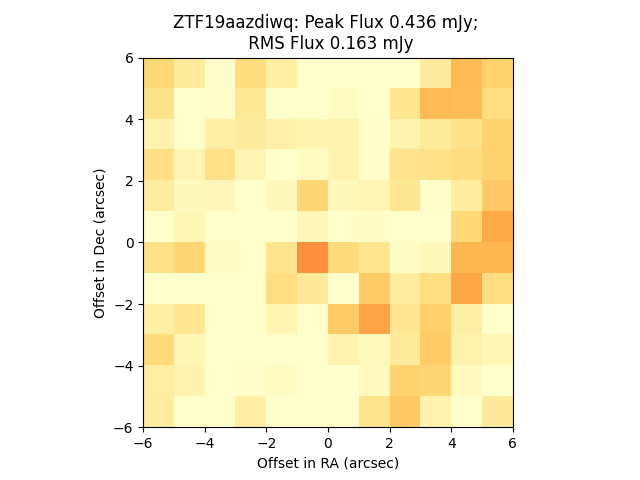 ZTF19aazdiwq: Peak Flux 0.436 mJy;
RMS Flux 0.163 mJy
6
4
2
0
−2
−4
−6
Offset in Dec (arcsec)
−6 −4 −2 0 2 4 6
Offset in RA (arcsec)